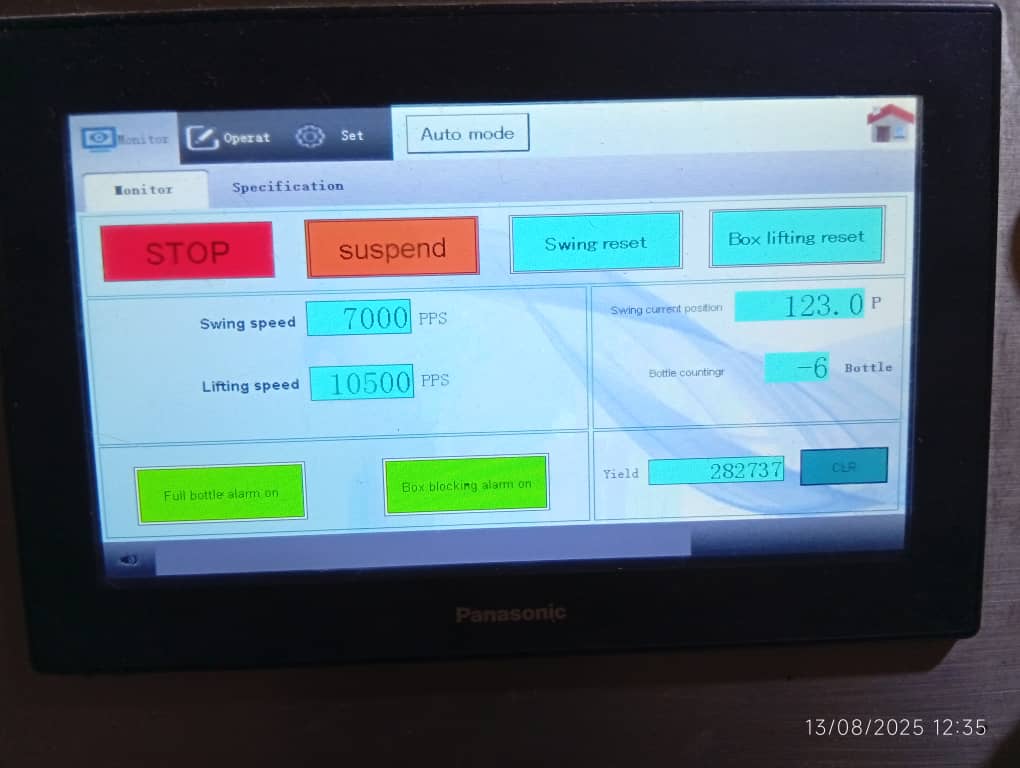 Monitor Operat Set Auto mode
Monitor Specification
STOP suspend Swing reset Box lifting reset
Swing speed 7000 PPS
Lifting speed 10500 PPS
Swing current position 123.0 P
Bottle countingr -6 Bottle
Full bottle alarm on Box blocking alarm on
Yield 282737 CLR
Panasonic
13/08/2025 12:35